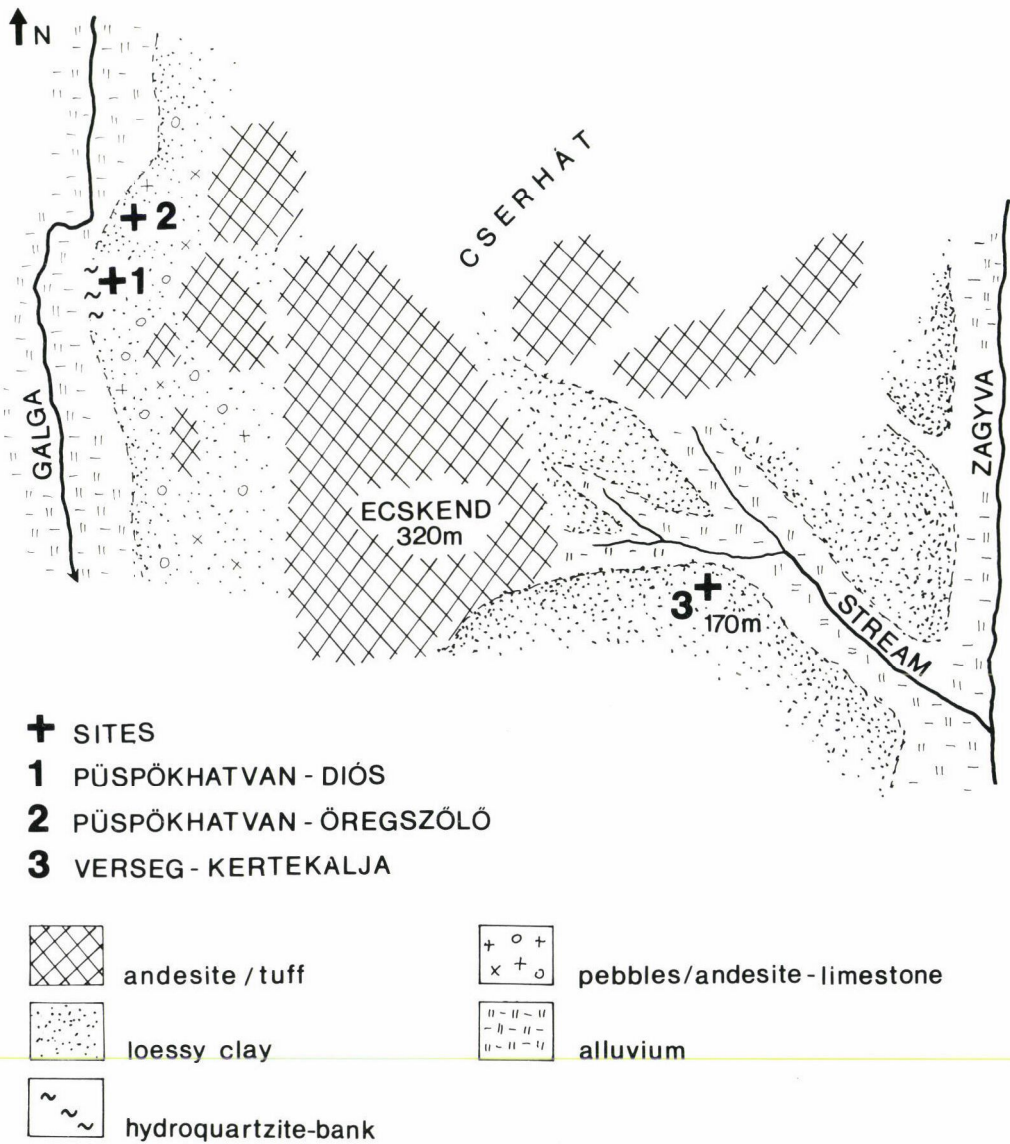 N
CSERHÁT
2
1
GALGA
ZAGYVA
ECSKEND
320m
3
170m
STREAM
SITES
1 PÜSPÖKHATVAN - DIÓS
2 PÜSPÖKHATVAN - ÖREGSZŐLŐ
3 VERSEG - KERTEKALJA
andesite / tuff
pebbles/andesite - limestone
loessy clay
alluvium
hydroquartzite-bank